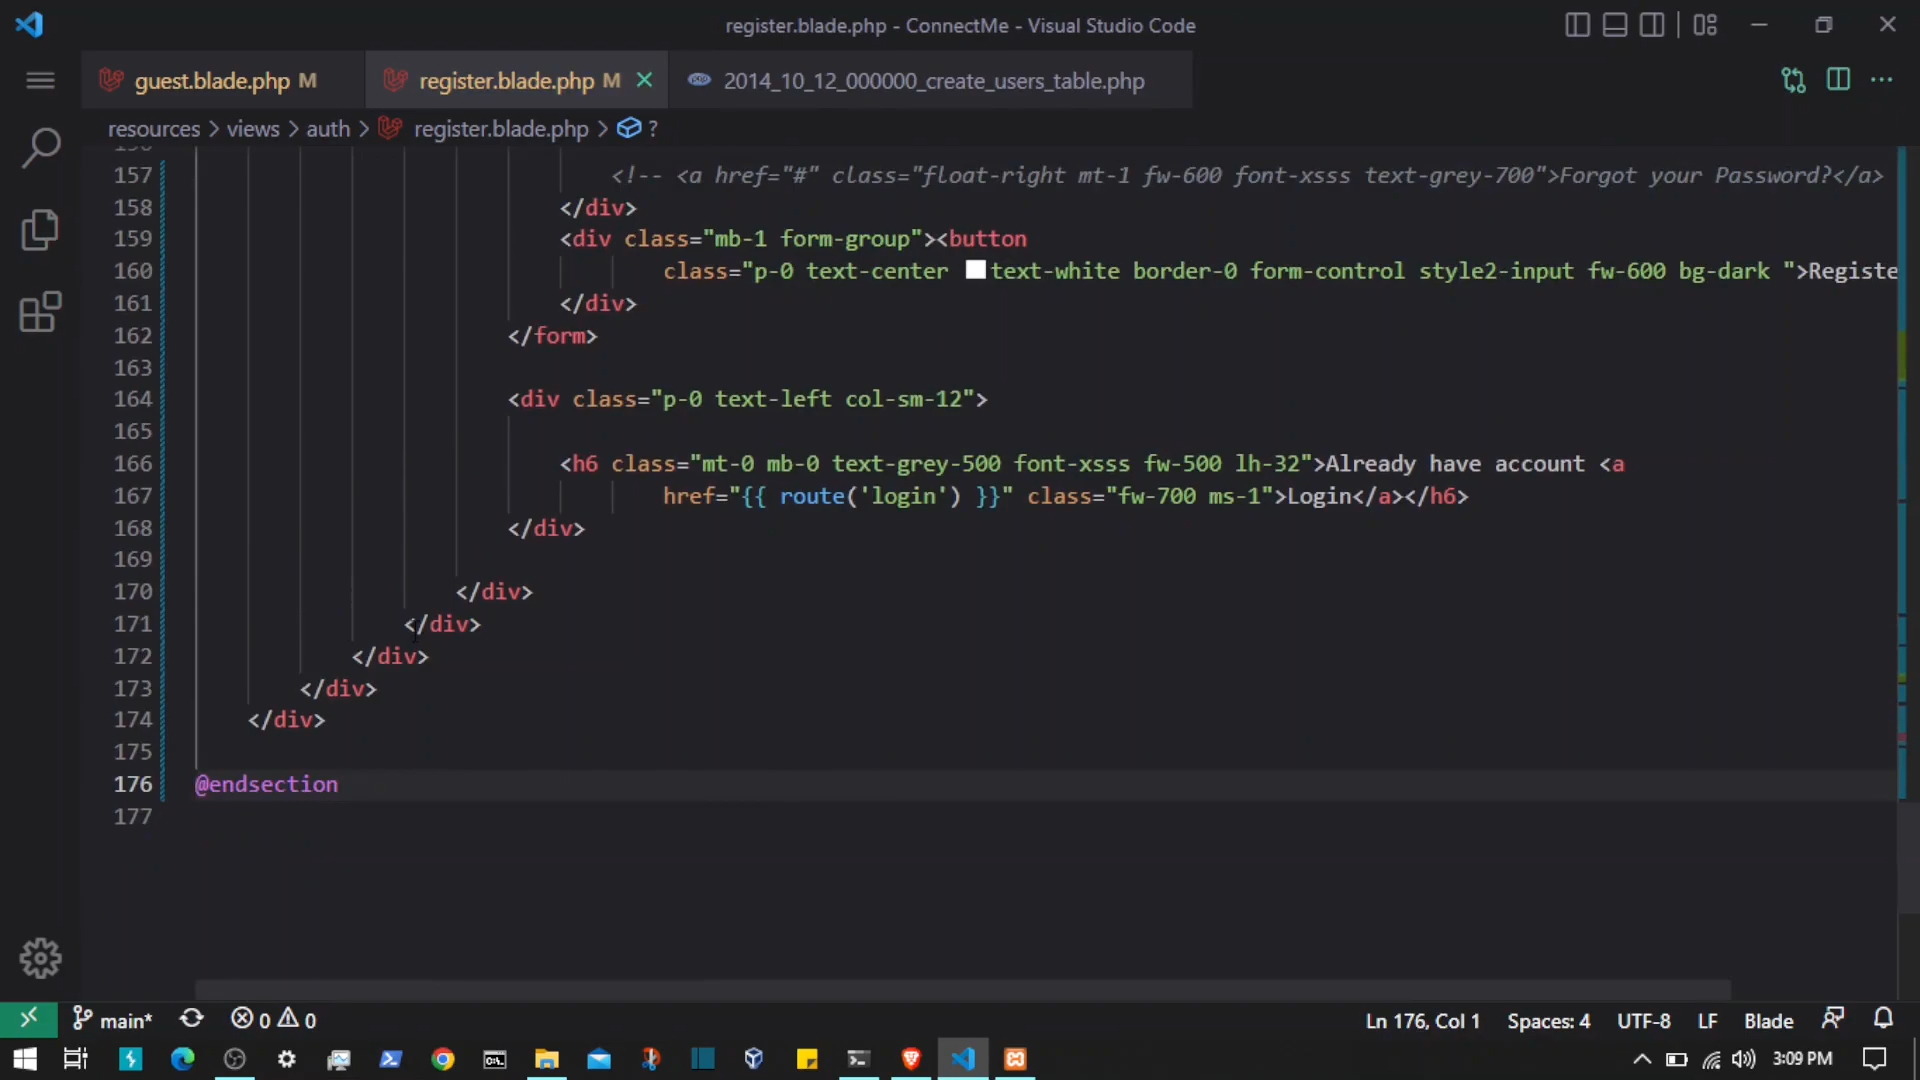 register.blade.php - ConnectMe - Visual Studio Code
guest.blade.php M
register.blade.php M
2014_10_12_000000_create_users_table.php
resources > views > auth > register.blade.php > ?
157 <!-- <a href="#" class="float-right mt-1 fw-600 font-xsss text-grey-700">Forgot your Password?</a>
158 </div>
159 <div class="mb-1 form-group"><button
160 class="p-0 text-center text-white border-0 form-control style2-input fw-600 bg-dark ">Registe
161 </div>
162 </form>
163
164 <div class="p-0 text-left col-sm-12">
165
166 <h6 class="mt-0 mb-0 text-grey-500 font-xsss fw-500 lh-32">Already have account <a
167 href="{{ route('login') }}" class="fw-700 ms-1">Login</a></h6>
168 </div>
169
170 </div>
171 </div>
172 </div>
173 </div>
174 </div>
175
176 @endsection
177
main* 0 0
Ln 176, Col 1 Spaces: 4 UTF-8 LF Blade
3:09 PM